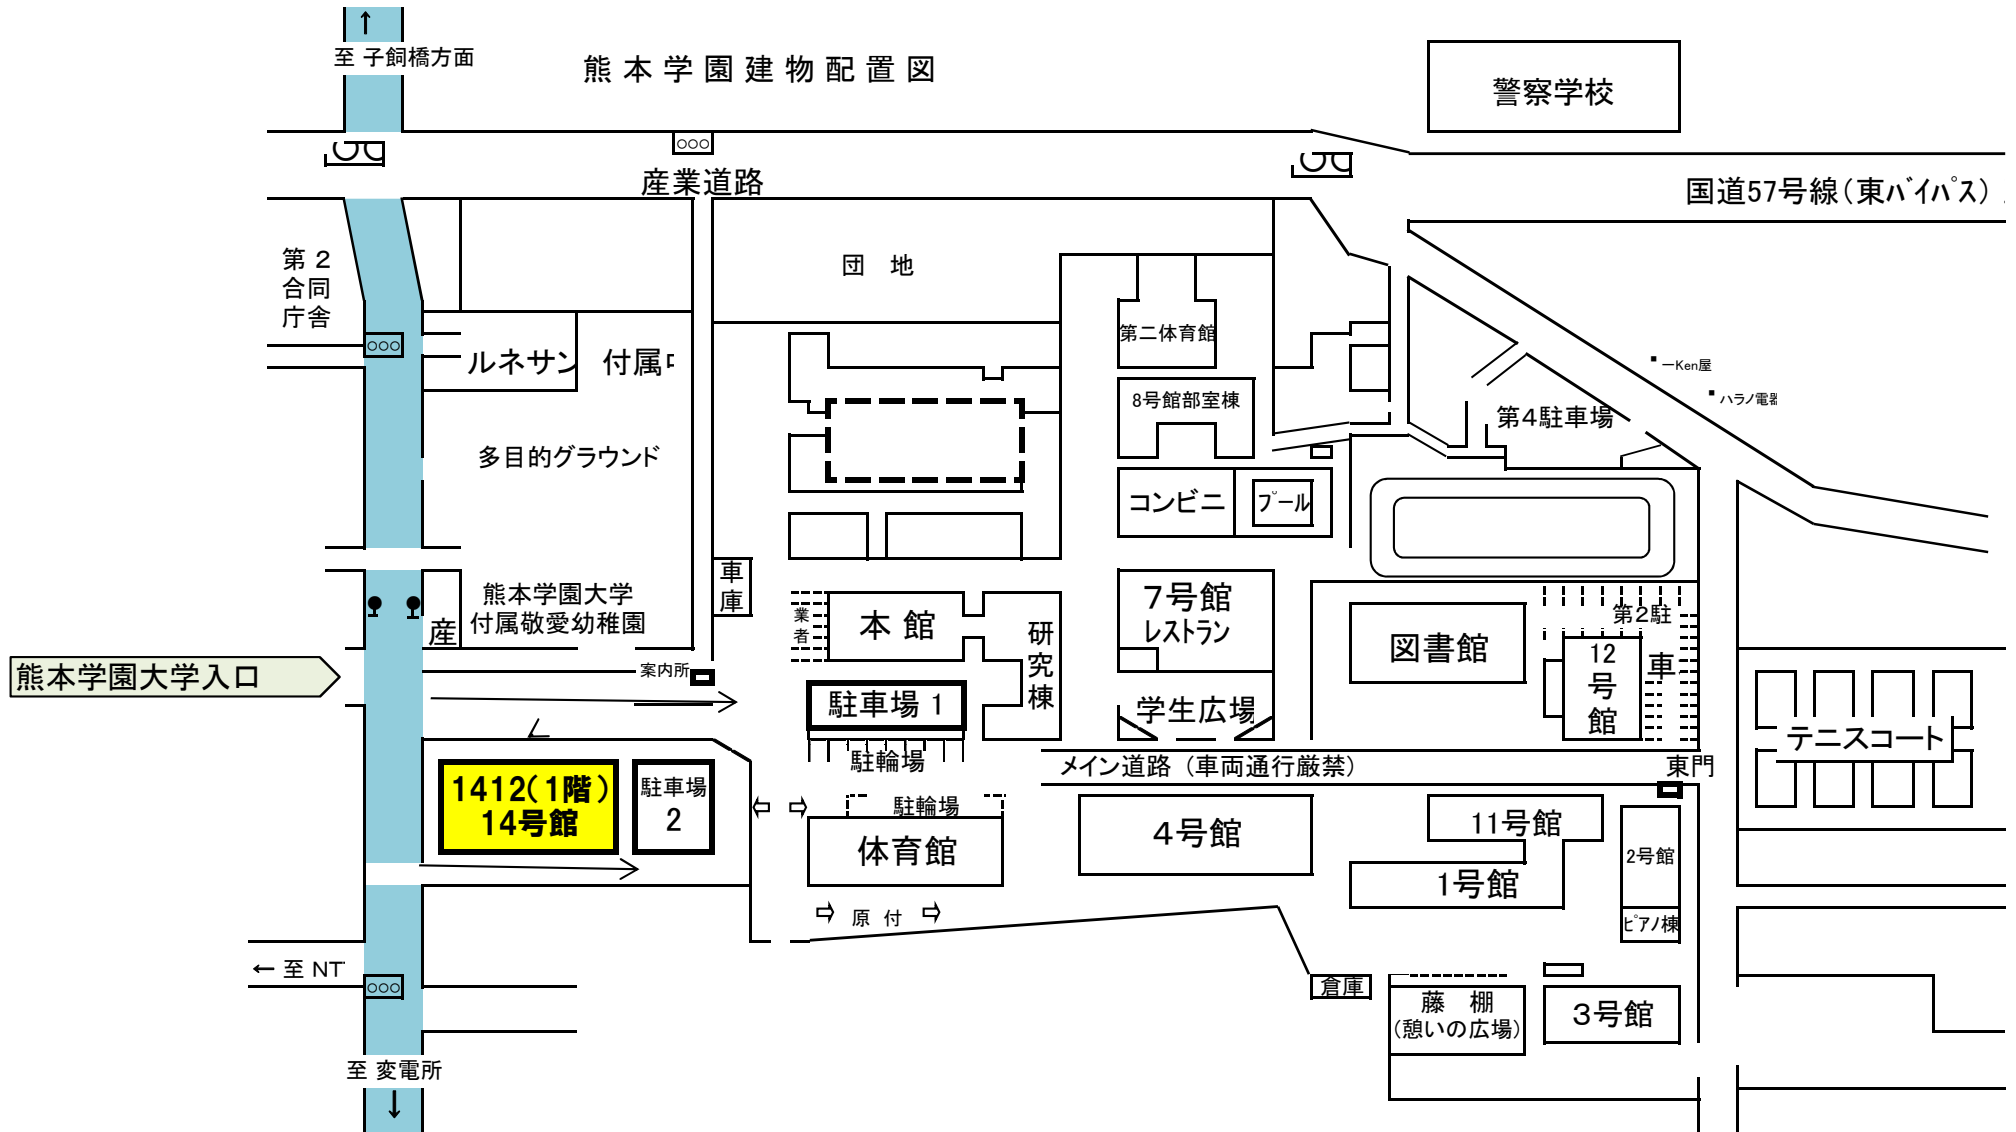 ↑
至 子飼橋方面
熊本学園建物配置図
警察学校
産業道路
国道57号線（東バイパス）
第２
合同
庁舎
団 地
第二体育館
ルネサン
付属
8号館部室棟
一Ken屋
ハラノ電器
第4駐車場
多目的グラウンド
コンビニ
プール
車
庫
熊本学園大学
付属敬愛幼稚園
産
業
者
本 館
研
究
棟
７号館
レストラン
図書館
第2駐
車
12
号
館
熊本学園大学入口
案内所
駐車場 1
学生広場
駐輪場
メイン道路（車両通行厳禁）
東門
テニスコート
1412（1階）
14号館
駐車場
2
駐輪場
体育館
４号館
11号館
1号館
2号館
ピアノ棟
原 付
← 至 NT
倉庫
藤 棚
（憩いの広場）
３号館
至 変電所
↓